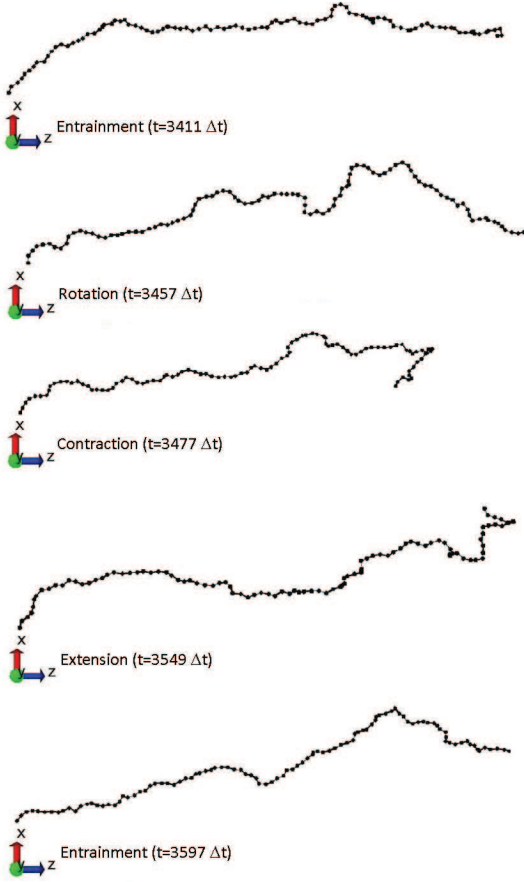 x
y z
Entrainment (t=3411 Δt)
x
y z
Rotation (t=3457 Δt)
x
y z
Contraction (t=3477 Δt)
x
y z
Extension (t=3549 Δt)
x
y z
Entrainment (t=3597 Δt)